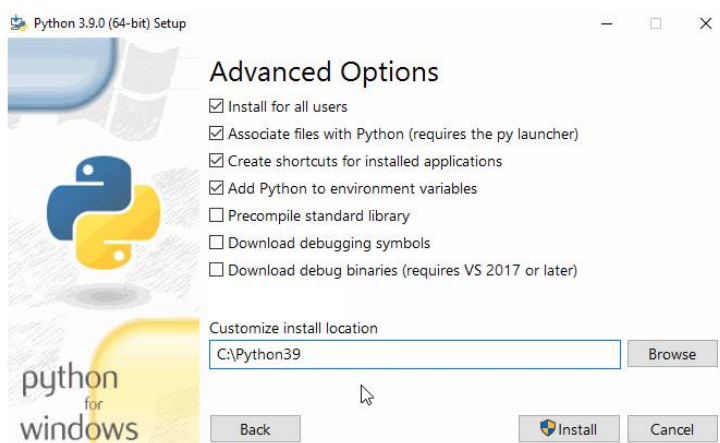 Python 3.9.0 (64-bit) Setup
Advanced Options
Install for all users
Associate files with Python (requires the py launcher)
Create shortcuts for installed applications
Add Python to environment variables
Precompile standard library
Download debugging symbols
Download debug binaries (requires VS 2017 or later)
Customize install location
C:\Python39
Browse
python
for
windows
Back
Install
Cancel